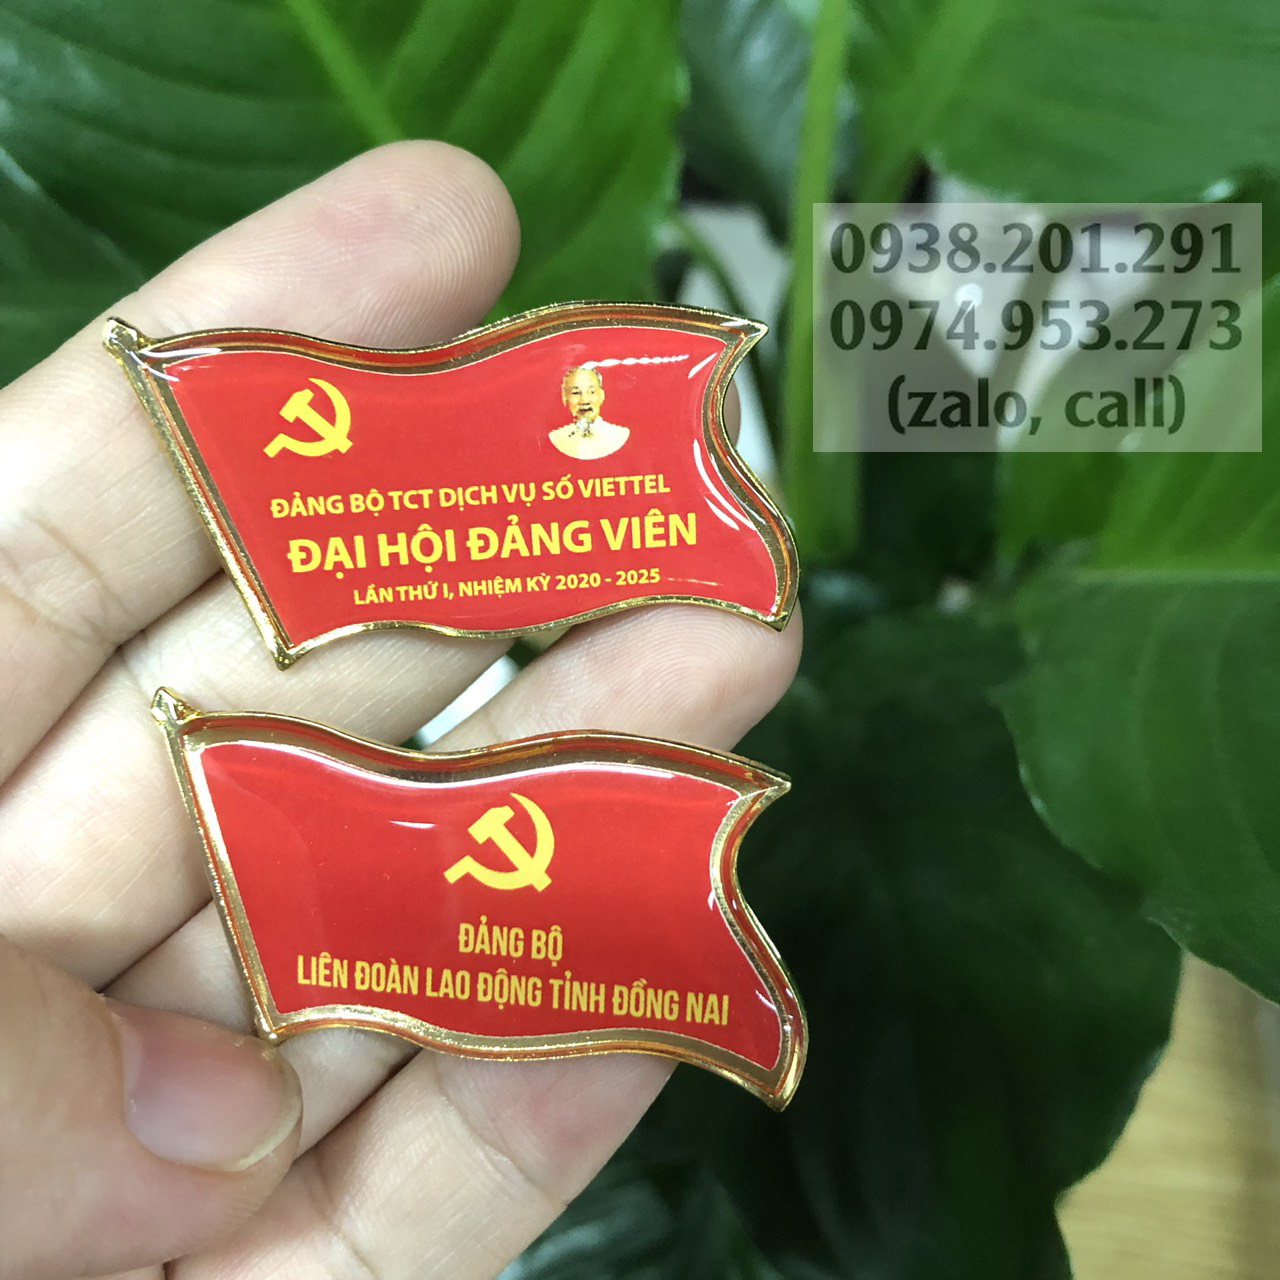 0938.201.291
0974.953.273
(zalo, call)
ĐẢNG BỘ TCT DỊCH VỤ SỐ VIETTEL
ĐẠI HỘI ĐẢNG VIÊN
LẦN THỨ I, NHIỆM KỲ 2020 - 2025
ĐẢNG BỘ
LIÊN ĐOÀN LAO ĐỘNG TỈNH ĐỒNG NAI